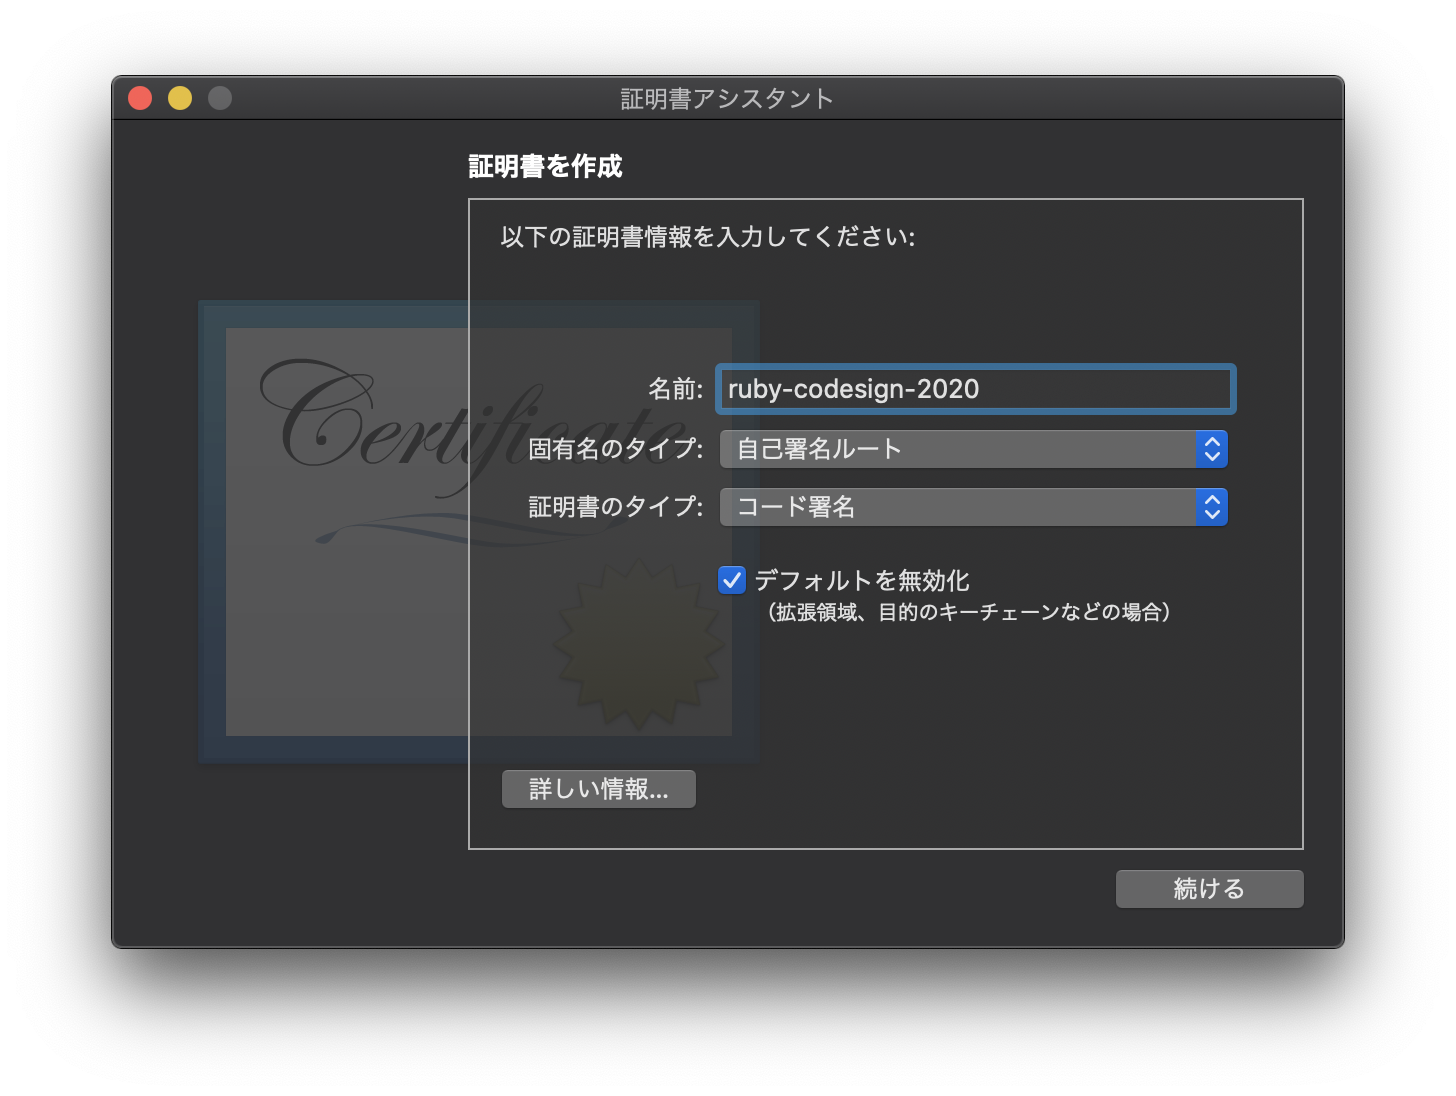 証明書アシスタント
証明書を作成
以下の証明書情報を入力してください:
Certificate
名前: ruby-codesign-2020
固有名のタイプ: 自己署名ルート
証明書のタイプ: コード署名
デフォルトを無効化
（拡張領域、目的のキーチェーンなどの場合）
詳しい情報...
続ける